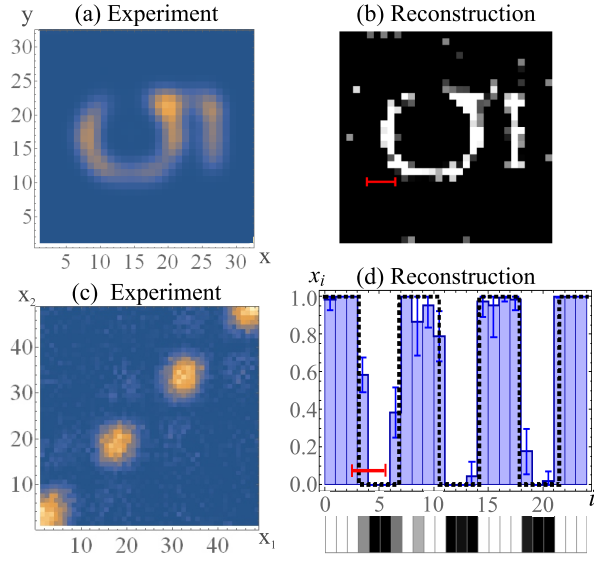 (a) Experiment
y
30
25
20
15
10
5
5 10 15 20 25 30 x
(b) Reconstruction
(c) Experiment
x₂
40
30
20
10
10 20 30 40 x₁
(d) Reconstruction
xᵢ
1.0
0.8
0.6
0.4
0.2
0.0
0 5 10 15 20